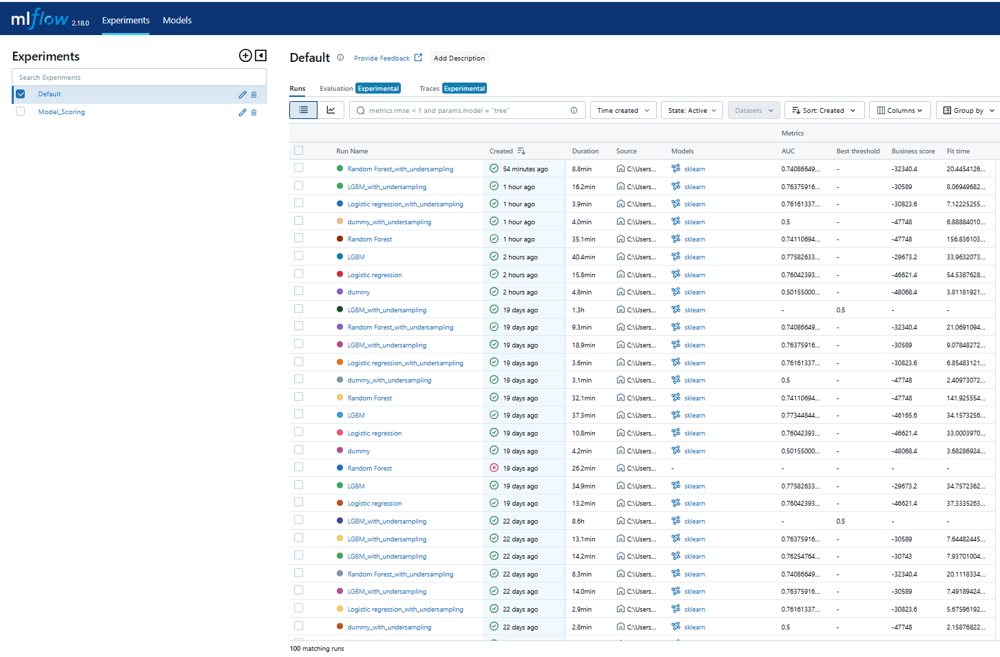 mlflow 2.18.0 Experiments Models
Experiments
Search Experiments
Default
Model_Scoring
Default Provide Feedback Add Description
Runs Evaluation Experimental Traces Experimental
metrics.rmse < 1 and params.model = "tree" Time created State: Active Datasets Sort: Created Columns Group by
Metrics
Run Name Created Duration Source Models AUC Best threshold Business score Fit time
Random Forest_with_undersampling 54 minutes ago 8.8min C:\Users... sklearn 0.74086649... - -32340.4 20.4454126...
LGBM_with_undersampling 1 hour ago 16.2min C:\Users... sklearn 0.76375916... - -30589 8.06949682...
Logistic regression_with_undersampling 1 hour ago 3.9min C:\Users... sklearn 0.76161337... - -30823.6 7.12225255...
dummy_with_undersampling 1 hour ago 4.0min C:\Users... sklearn 0.5 - -47748 6.88884010...
Random Forest 1 hour ago 35.1min C:\Users... sklearn 0.74110694... - -47748 156.836103...
LGBM 2 hours ago 40.4min C:\Users... sklearn 0.77582633... - -29673.2 33.9632073...
Logistic regression 2 hours ago 15.8min C:\Users... sklearn 0.76042393... - -46621.4 54.5387628...
dummy 2 hours ago 4.8min C:\Users... sklearn 0.50155000... - -48068.4 3.81181921...
LGBM_with_undersampling 19 days ago 1.3h C:\Users... sklearn - 0.5 - -
Random Forest_with_undersampling 19 days ago 9.3min C:\Users... sklearn 0.74086649... - -32340.4 21.0691094...
LGBM_with_undersampling 19 days ago 18.9min C:\Users... sklearn 0.76375916... - -30589 9.07848272...
Logistic regression_with_undersampling 19 days ago 3.6min C:\Users... sklearn 0.76161337... - -30823.6 6.85483121...
dummy_with_undersampling 19 days ago 3.1min C:\Users... sklearn 0.5 - -47748 2.40973072...
Random Forest 19 days ago 32.1min C:\Users... sklearn 0.74110694... - -47748 141.925554...
LGBM 19 days ago 37.3min C:\Users... sklearn 0.77344844... - -46165.6 34.1573256...
Logistic regression 19 days ago 10.8min C:\Users... sklearn 0.76042393... - -46621.4 33.0003970...
dummy 19 days ago 4.2min C:\Users... sklearn 0.50155000... - -48068.4 3.68286924...
Random Forest 19 days ago 26.2min C:\Users... - - - - -
LGBM 19 days ago 34.9min C:\Users... sklearn 0.77582633... - -29673.2 34.7572362...
Logistic regression 19 days ago 13.2min C:\Users... sklearn 0.76042393... - -46621.4 37.3335263...
LGBM_with_undersampling 22 days ago 8.6h C:\Users... sklearn - 0.5 - -
LGBM_with_undersampling 22 days ago 13.1min C:\Users... sklearn 0.76375916... - -30589 7.64482445...
LGBM_with_undersampling 22 days ago 14.2min C:\Users... sklearn 0.76254764... - -30743 7.93701004...
Random Forest_with_undersampling 22 days ago 8.3min C:\Users... sklearn 0.74086649... - -32340.4 20.1118334...
LGBM_with_undersampling 22 days ago 14.0min C:\Users... sklearn 0.76375916... - -30589 7.49189424...
Logistic regression_with_undersampling 22 days ago 2.9min C:\Users... sklearn 0.76161337... - -30823.6 5.67596192...
dummy_with_undersampling 22 days ago 2.8min C:\Users... sklearn 0.5 - -47748 2.15876822...
100 matching runs